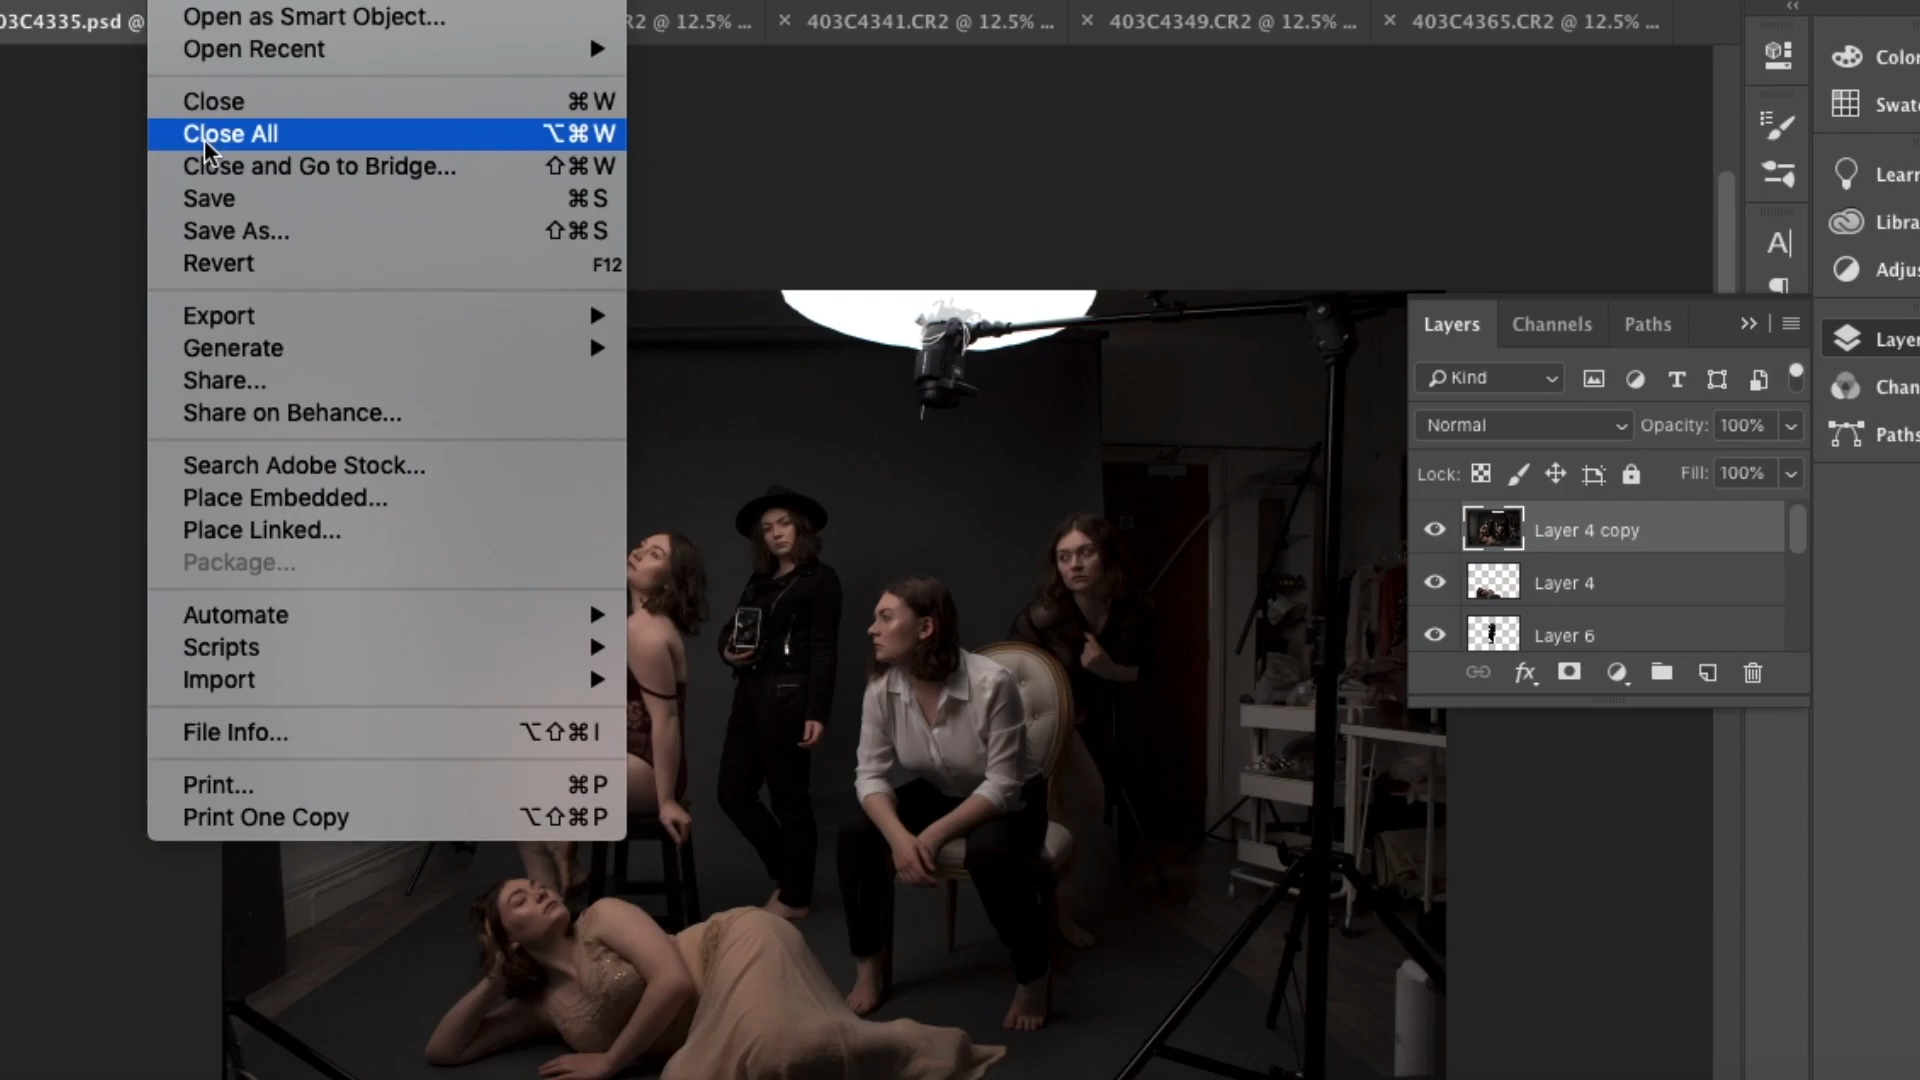 03C4335.psd @
R2 @ 12.5% ...
× 403C4341.CR2 @ 12.5% ...
× 403C4349.CR2 @ 12.5% ...
× 403C4365.CR2 @ 12.5% ...
Open as Smart Object...
Open Recent
Close ⌘W
Close All ⌥⌘W
Close and Go to Bridge... ⇧⌘W
Save ⌘S
Save As... ⇧⌘S
Revert F12
Export
Generate
Share...
Share on Behance...
Search Adobe Stock...
Place Embedded...
Place Linked...
Package...
Automate
Scripts
Import
File Info... ⌥⇧⌘I
Print... ⌘P
Print One Copy ⌥⇧⌘P
Layers Channels Paths
Kind
Normal Opacity: 100%
Lock: Fill: 100%
Layer 4 copy
Layer 4
Layer 6
fx
A|
Color
Swatc
Learn
Libra
Adjus
Layer
Chan
Paths